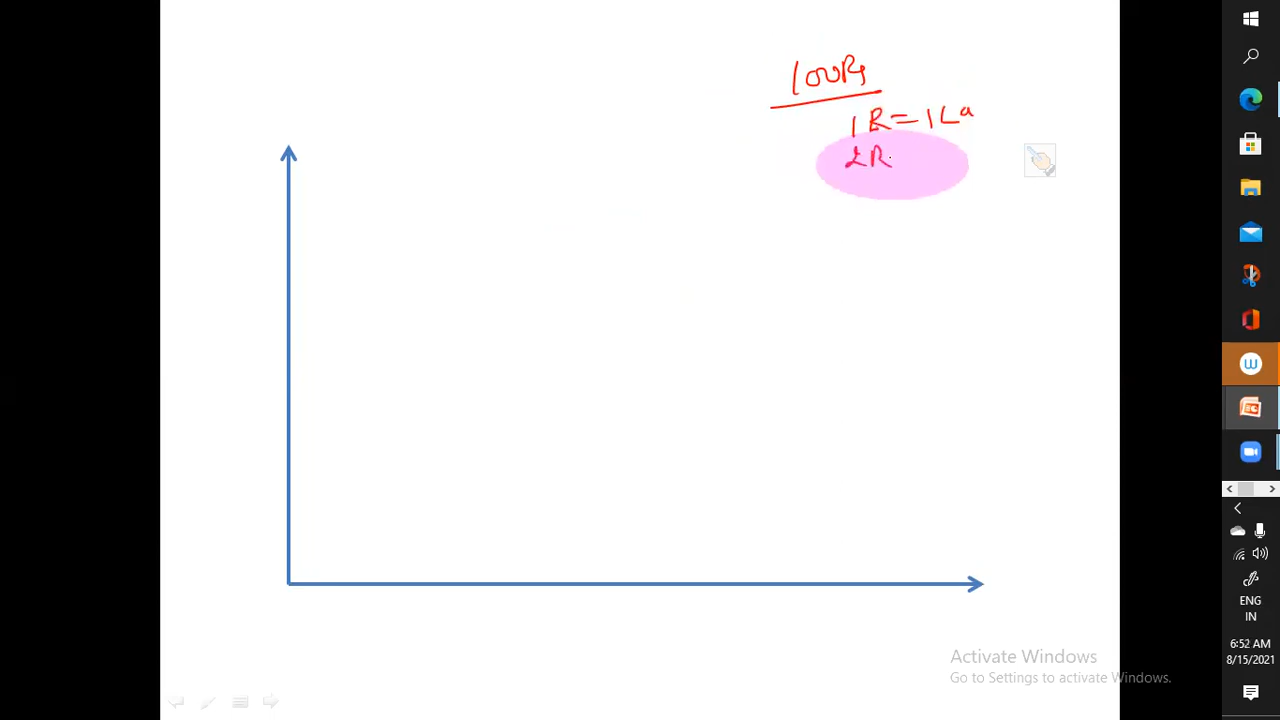 100Rs
1R=1La
2R
Activate Windows
Go to Settings to activate Windows.
ENG
IN
6:52 AM
8/15/2021